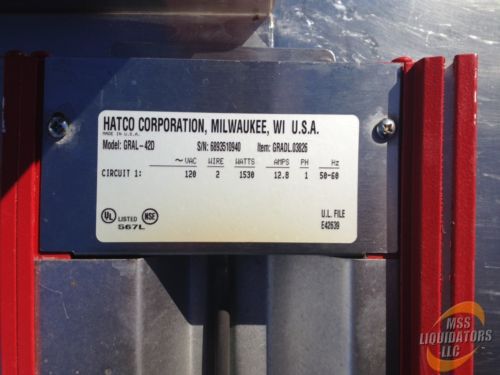 HATCO CORPORATION, MILWAUKEE, WI U.S.A.
MADE IN U.S.A.
Model: GRAL-42D S/N: 6893510940 Item: GRADL.03826
~VAC WIRE WATTS AMPS PH Hz
CIRCUIT 1: 120 2 1530 12.8 1 50-60
UL LISTED NSF
567L
U.L. FILE
E42639
MSS
LIQUIDATORS
-LLC-